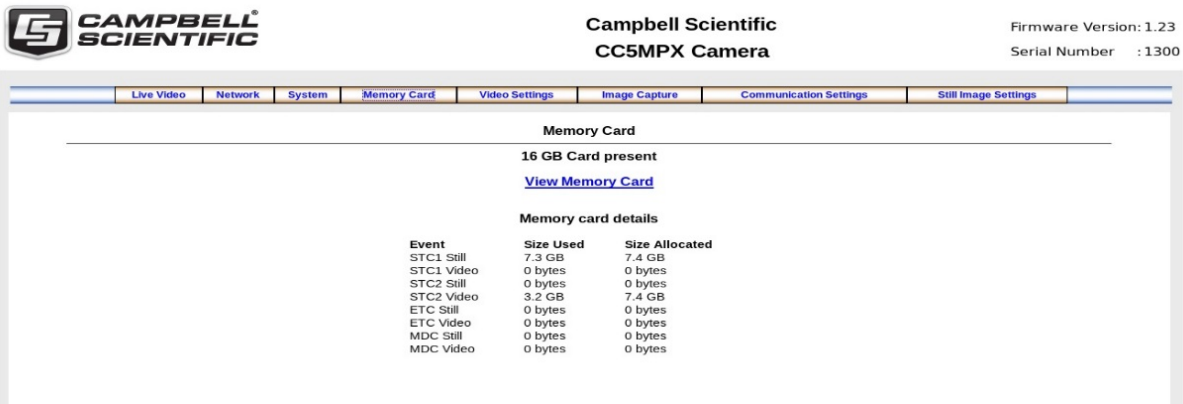 CAMPBELL®
SCIENTIFIC
Campbell Scientific
CC5MPX Camera
Firmware Version: 1.23
Serial Number : 1300
Live Video Network System Memory Card Video Settings Image Capture Communication Settings Still Image Settings
Memory Card
16 GB Card present
View Memory Card
Memory card details
Event Size Used Size Allocated
STC1 Still 7.3 GB 7.4 GB
STC1 Video 0 bytes 0 bytes
STC2 Still 0 bytes 0 bytes
STC2 Video 3.2 GB 7.4 GB
ETC Still 0 bytes 0 bytes
ETC Video 0 bytes 0 bytes
MDC Still 0 bytes 0 bytes
MDC Video 0 bytes 0 bytes